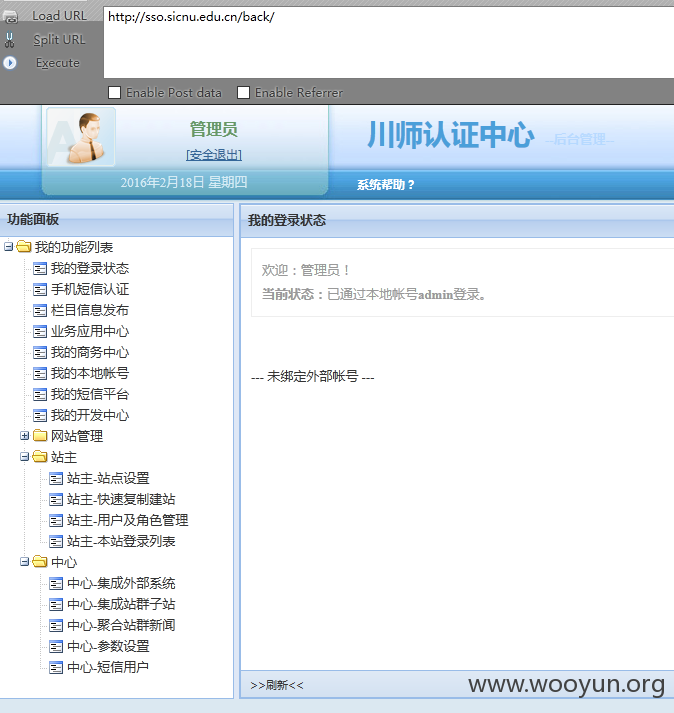 Load URL
http://sso.sicnu.edu.cn/back/
Split URL
Execute
Enable Post data
Enable Referrer
管理员
[安全退出]
2016年2月18日 星期四
川师认证中心 --后台管理--
系统帮助？
功能面板
我的功能列表
我的登录状态
手机短信认证
栏目信息发布
业务应用中心
我的商务中心
我的本地帐号
我的短信平台
我的开发中心
网站管理
站主
站主-站点设置
站主-快速复制建站
站主-用户及角色管理
站主-本站登录列表
中心
中心-集成外部系统
中心-集成站群子站
中心-聚合站群新闻
中心-参数设置
中心-短信用户
我的登录状态
欢迎：管理员！
当前状态：已通过本地帐号admin登录。
--- 未绑定外部帐号 ---
>>刷新<<
www.wooyun.org